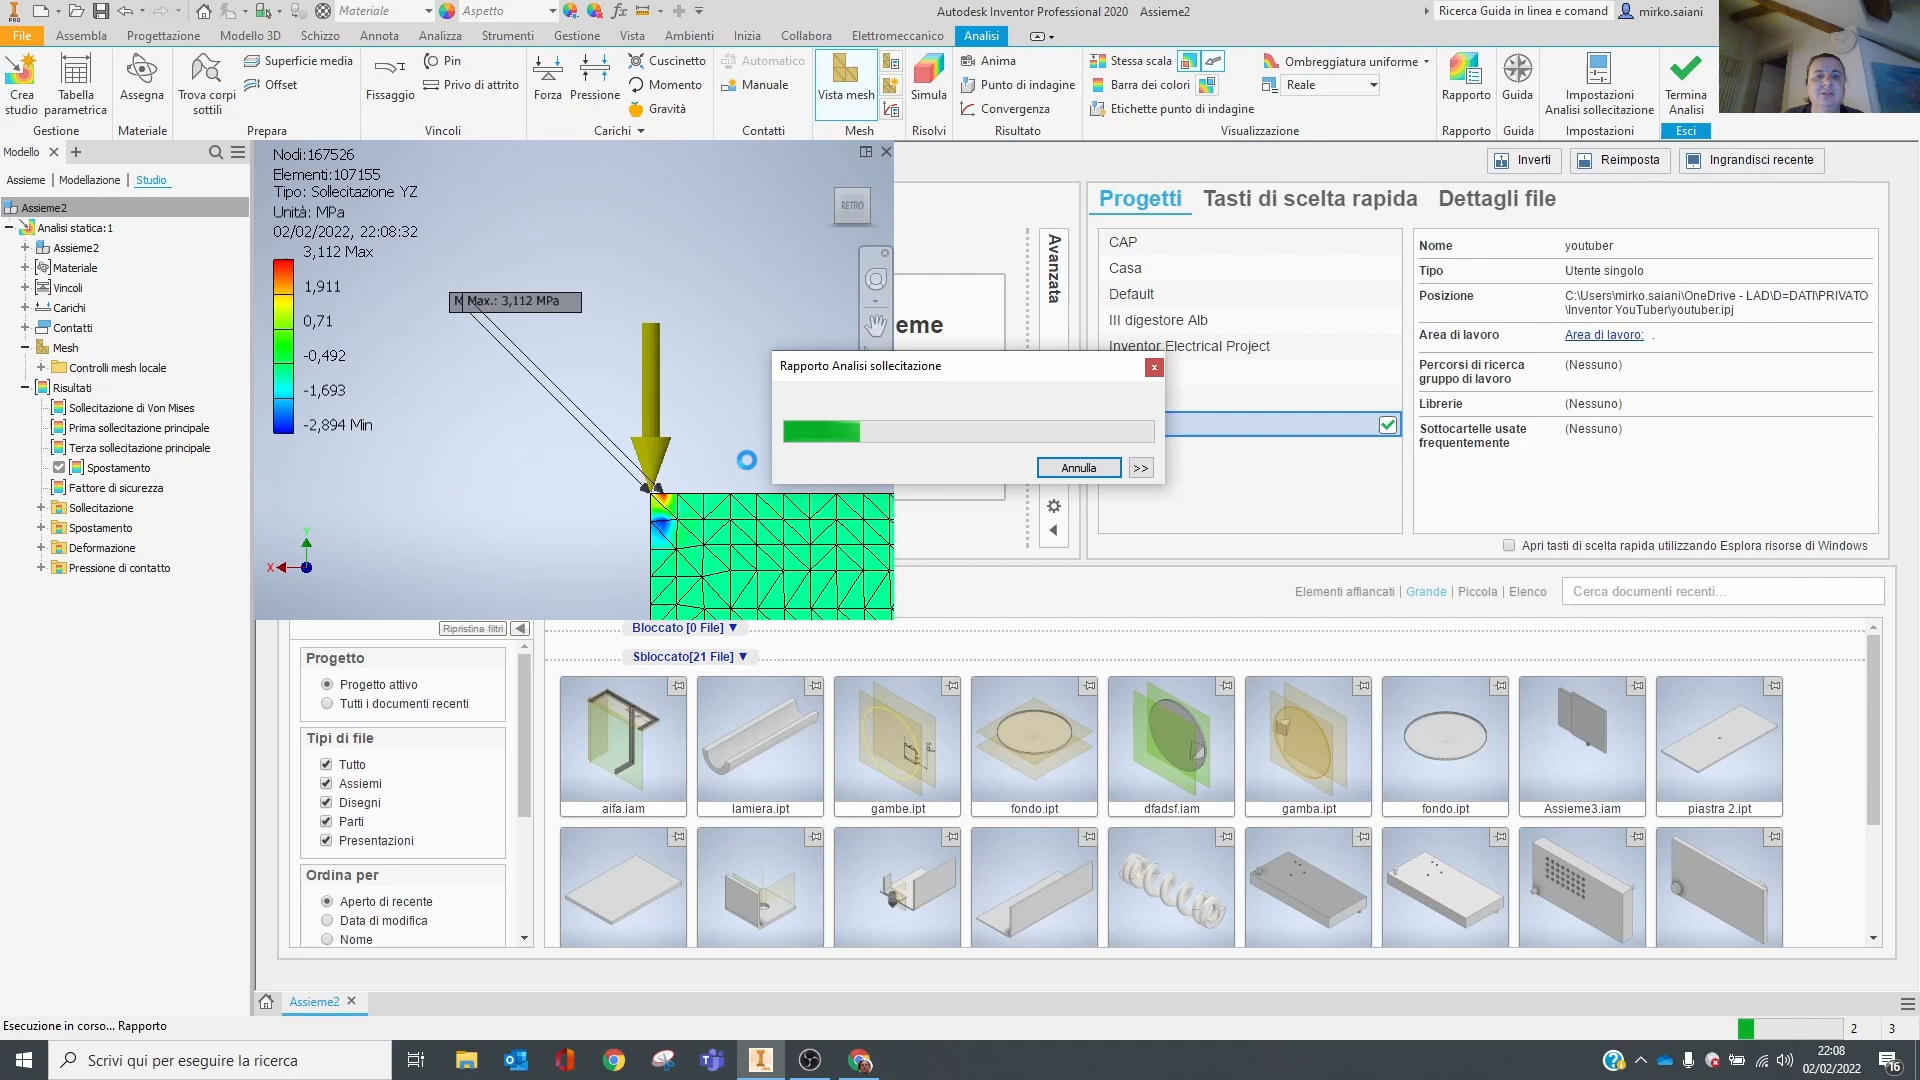 Materiale
Aspetto
Autodesk Inventor Professional 2020 Assieme2
Ricerca Guida in linea e comand
mirko.saiani
PRO
File Assembla Progettazione Modello 3D Schizzo Annota Analizza Strumenti Gestione Vista Ambienti Inizia Collabora Elettromeccanico Analisi
Crea studio
Tabella parametrica
Gestione
Assegna
Materiale
Trova corpi sottili
Superficie media
Offset
Prepara
Fissaggio
Pin
Privo di attrito
Vincoli
Forza
Pressione
Cuscinetto
Momento
Gravità
Carichi
Automatico
Manuale
Contatti
Vista mesh
Mesh
Simula
Risolvi
Anima
Punto di indagine
Convergenza
Risultato
Stessa scala
Barra dei colori
Etichette punto di indagine
Ombreggiatura uniforme
Reale
Visualizzazione
Rapporto
Rapporto
Guida
Guida
Impostazioni Analisi sollecitazione
Impostazioni
Termina Analisi
Esci
Modello
Assieme Modellazione Studio
Assieme2
Analisi statica:1
Assieme2
Materiale
Vincoli
Carichi
Contatti
Mesh
Controlli mesh locale
Risultati
Sollecitazione di Von Mises
Prima sollecitazione principale
Terza sollecitazione principale
Spostamento
Fattore di sicurezza
Sollecitazione
Spostamento
Deformazione
Pressione di contatto
Nodi:167526
Elementi:107155
Tipo: Sollecitazione YZ
Unità: MPa
02/02/2022, 22:08:32
3,112 Max
1,911
0,71
-0,492
-1,693
-2,894 Min
M Max.: 3,112 MPa
RETRO
Y
X
eme
Avanzata
Rapporto Analisi sollecitazione
Annulla
>>
Inverti
Reimposta
Ingrandisci recente
Progetti Tasti di scelta rapida Dettagli file
CAP
Casa
Default
III digestore Alb
Inventor Electrical Project
Nome youtuber
Tipo Utente singolo
Posizione C:\Users\mirko.saiani\OneDrive - LAD\D=DATI\PRIVATO
\Inventor YouTuber\youtuber.ipj
Area di lavoro Area di lavoro: .
Percorsi di ricerca gruppo di lavoro (Nessuno)
Librerie (Nessuno)
Sottocartelle usate frequentemente (Nessuno)
Apri tasti di scelta rapida utilizzando Esplora risorse di Windows
Elementi affiancati | Grande | Piccola | Elenco
Cerca documenti recenti...
Ripristina filtri
Bloccato [0 File]
Sbloccato[21 File]
Progetto
Progetto attivo
Tutti i documenti recenti
Tipi di file
Tutto
Assiemi
Disegni
Parti
Presentazioni
Ordina per
Aperto di recente
Data di modifica
Nome
aifa.iam
lamiera.ipt
gambe.ipt
fondo.ipt
dfadsf.iam
gamba.ipt
fondo.ipt
Assieme3.iam
piastra 2.ipt
Assieme2
Esecuzione in corso... Rapporto
2 3
Scrivi qui per eseguire la ricerca
22:08
02/02/2022
16